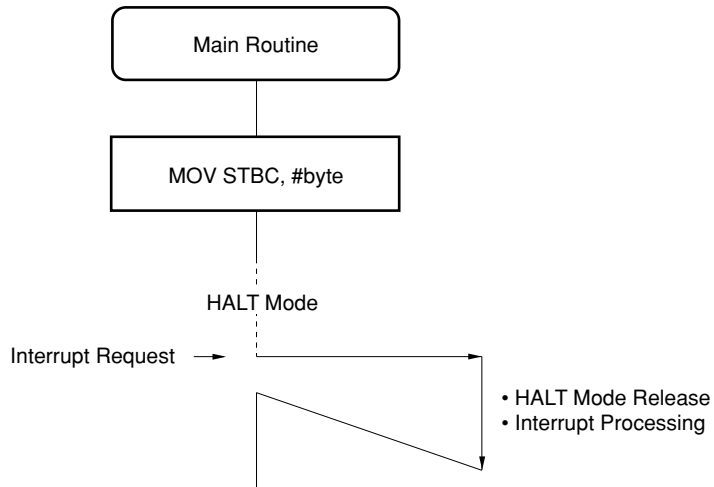 Main Routine
MOV STBC, #byte
HALT Mode
Interrupt Request
• HALT Mode Release
• Interrupt Processing